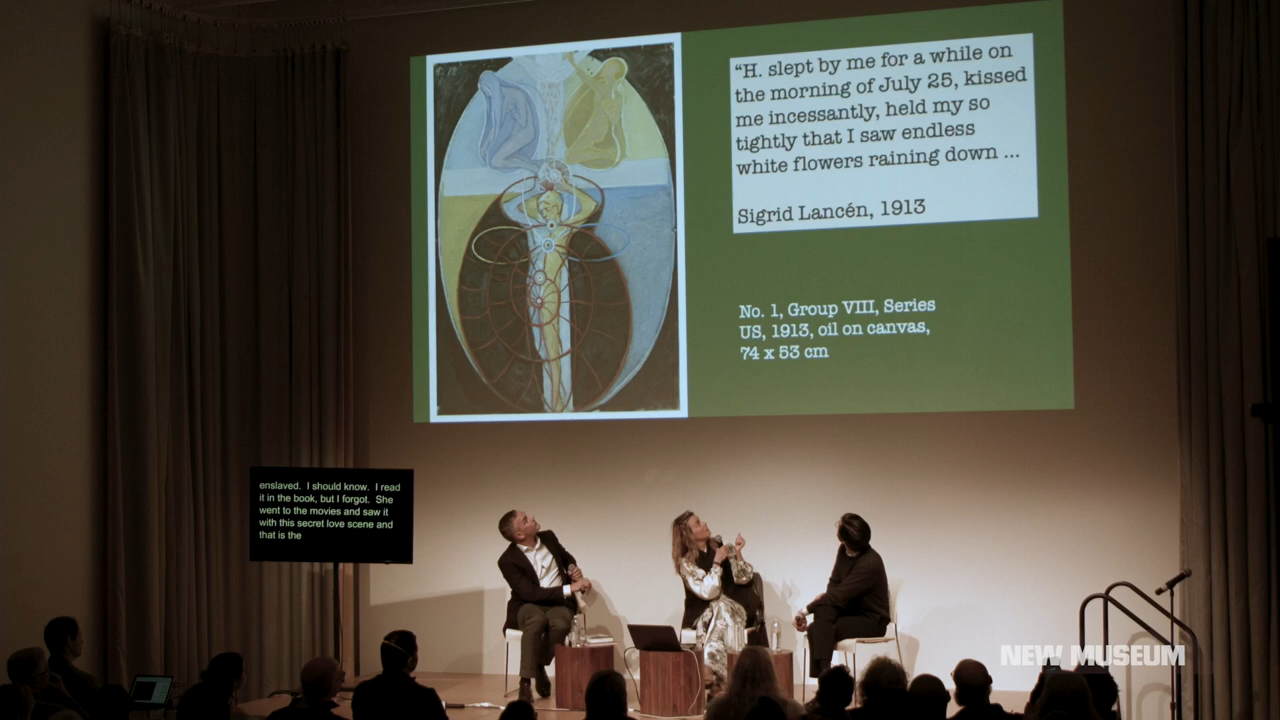 “H. slept by me for a while on
the morning of July 25, kissed
me incessantly, held my so
tightly that I saw endless
white flowers raining down ...
Sigrid Lancén, 1913
No. 1, Group VIII, Series
US, 1913, oil on canvas,
74 x 53 cm
enslaved. I should know. I read
it in the book, but I forgot. She
went to the movies and saw it
with this secret love scene and
that is the
NEW MUSEUM